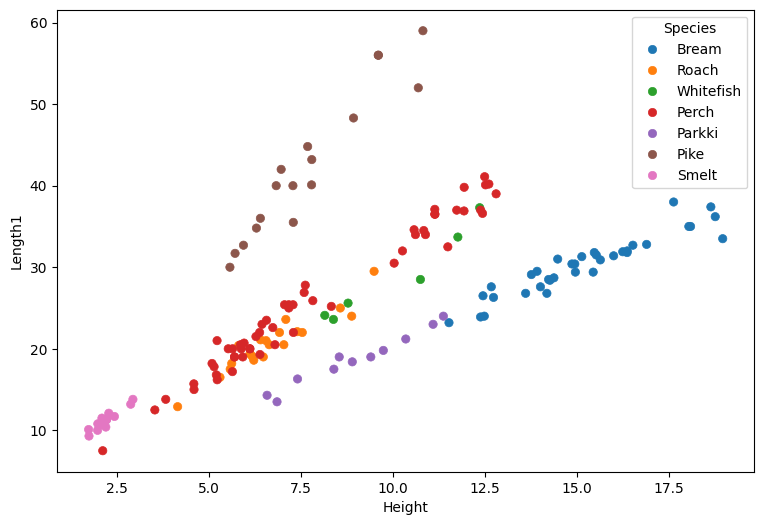 60
50
40
30
20
10
Length1
2.5
5.0
7.5
10.0
12.5
15.0
17.5
Height
Species
Bream
Roach
Whitefish
Perch
Parkki
Pike
Smelt